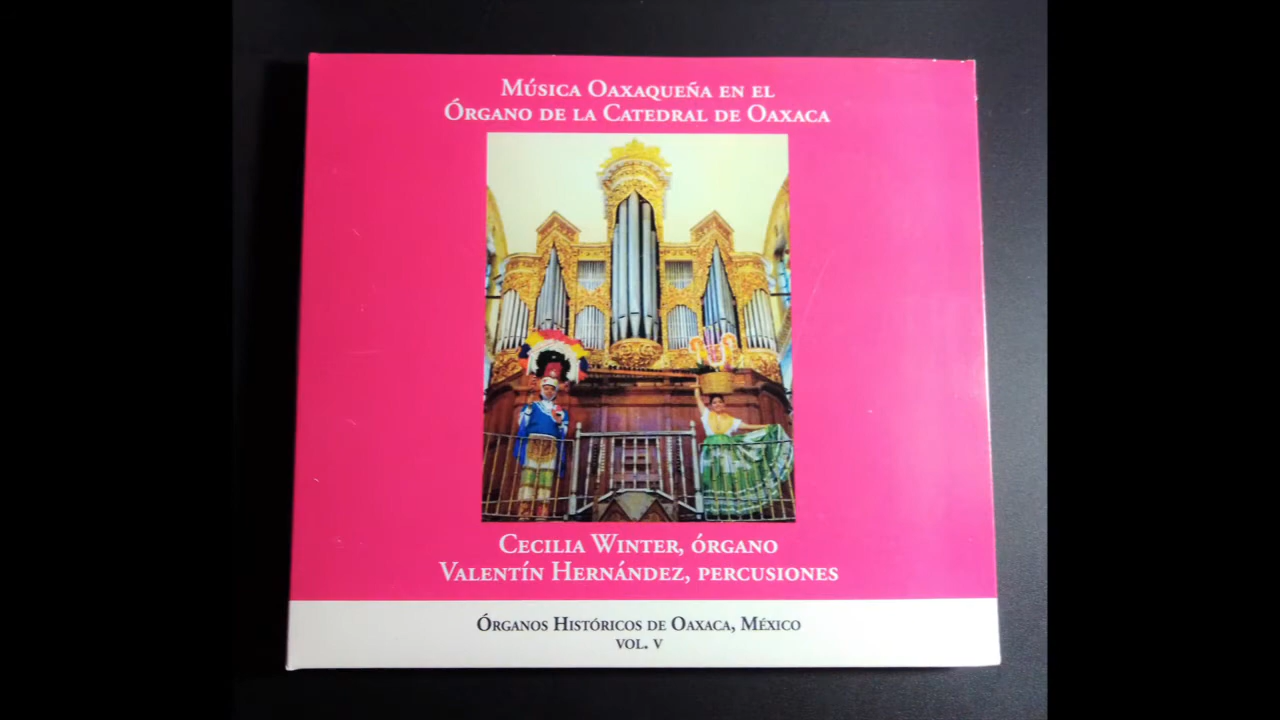 Música Oaxaqueña en el
Órgano de la Catedral de Oaxaca
Cecilia Winter, órgano
Valentín Hernández, percusiones
Órganos Históricos de Oaxaca, México
vol. v